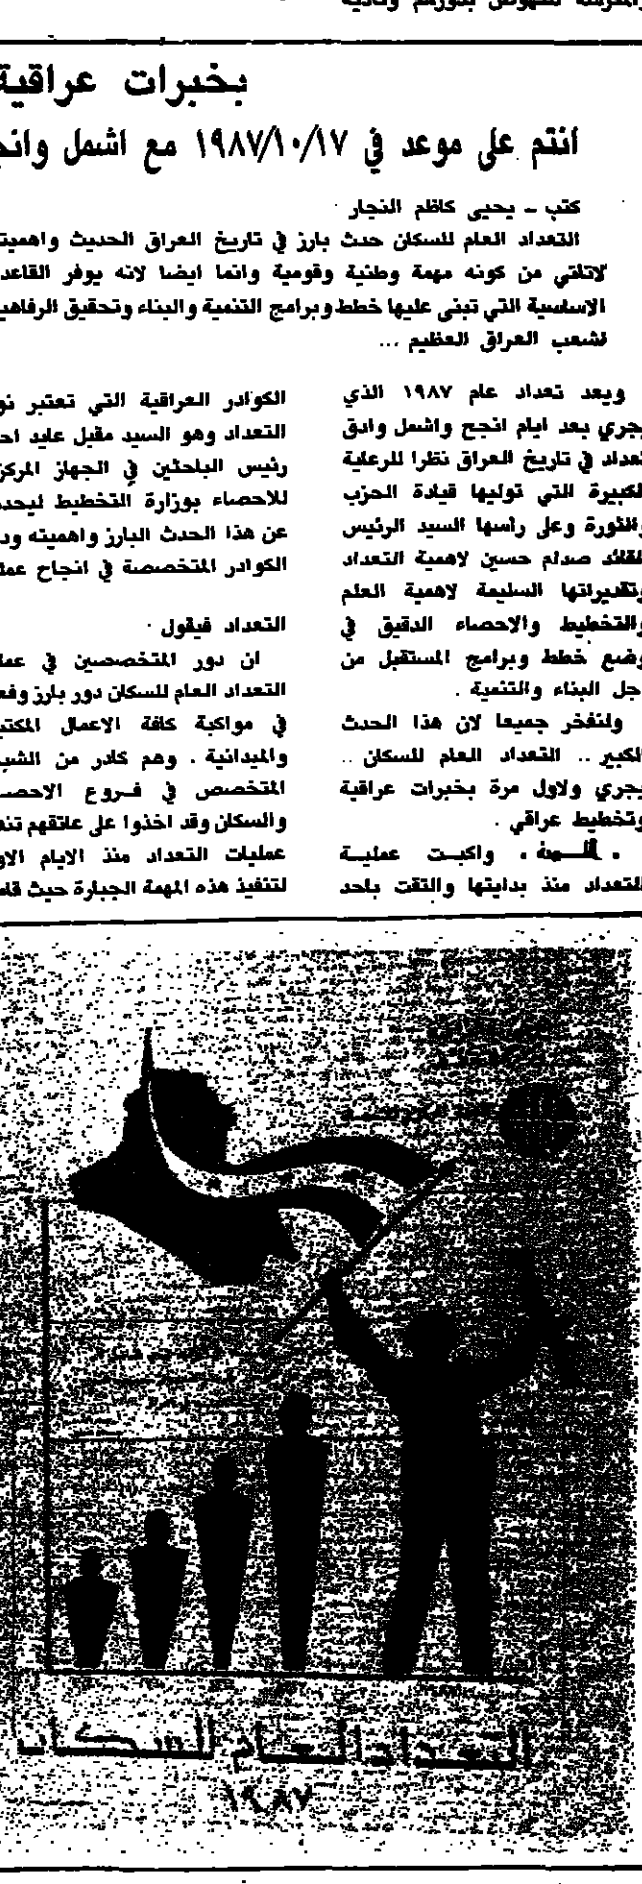 بخبرات عراقية
انتم على موعد في ١٩٨٧/١٠/١٧ مع اشمل وانج
كتب ـ يحيى كاظم النجار
التعداد العام للسكان حدث بارز في تاريخ العراق الحديث واهميته
لاتاتي من كونه مهمة وطنية وقومية وانما ايضا لانه يوفر القاعد
الاساسية التي تبنى عليها خطط وبرامج التنمية والبناء وتحقيق الرفاهي
لشعب العراق العظيم ...
ويعد تعداد عام ١٩٨٧ الذي
يجري بعد ايام انجح واشمل وادق
تعداد في تاريخ العراق نظرا للرعاية
الكبيرة التي توليها قيادة الحزب
والثورة وعلى راسها السيد الرئيس
القائد صدام حسين لاهمية التعداد
وتقديراتها السليمة لاهمية العلم
والتخطيط والاحصاء الدقيق في
وضع خطط وبرامج المستقبل من
اجل البناء والتنمية .
ولنفخر جميعا لان هذا الحدث
الكبير .. التعداد العام للسكان ..
يجري ولاول مرة بخبرات عراقية
وتخطيط عراقي .
واكبت عمليـة
التعداد منذ بدايتها والتقت باحد
الكوادر العراقية التي تعتبر نو
التعداد وهو السيد مقبل عايد اح
رئيس الباحثين في الجهاز المركز
للاحصاء بوزارة التخطيط ليحد
عن هذا الحدث البارز واهميته ود
الكوادر المتخصصة في انجاح عم
التعداد فيقول .
ان دور المتخصصين في عم
التعداد العام للسكان دور بارز وفع
في مواكبة كافة الاعمال المكتب
والميدانية . وهم كادر من الشب
المتخصص في فـروع الاحصـ
والسكان وقد اخذوا على عاتقهم تنف
عمليات التعداد منذ الايام الاو
لتنفيذ هذه المهمة الجبارة حيث قام
التعـداد العـام للسكـان
١٩٨٧